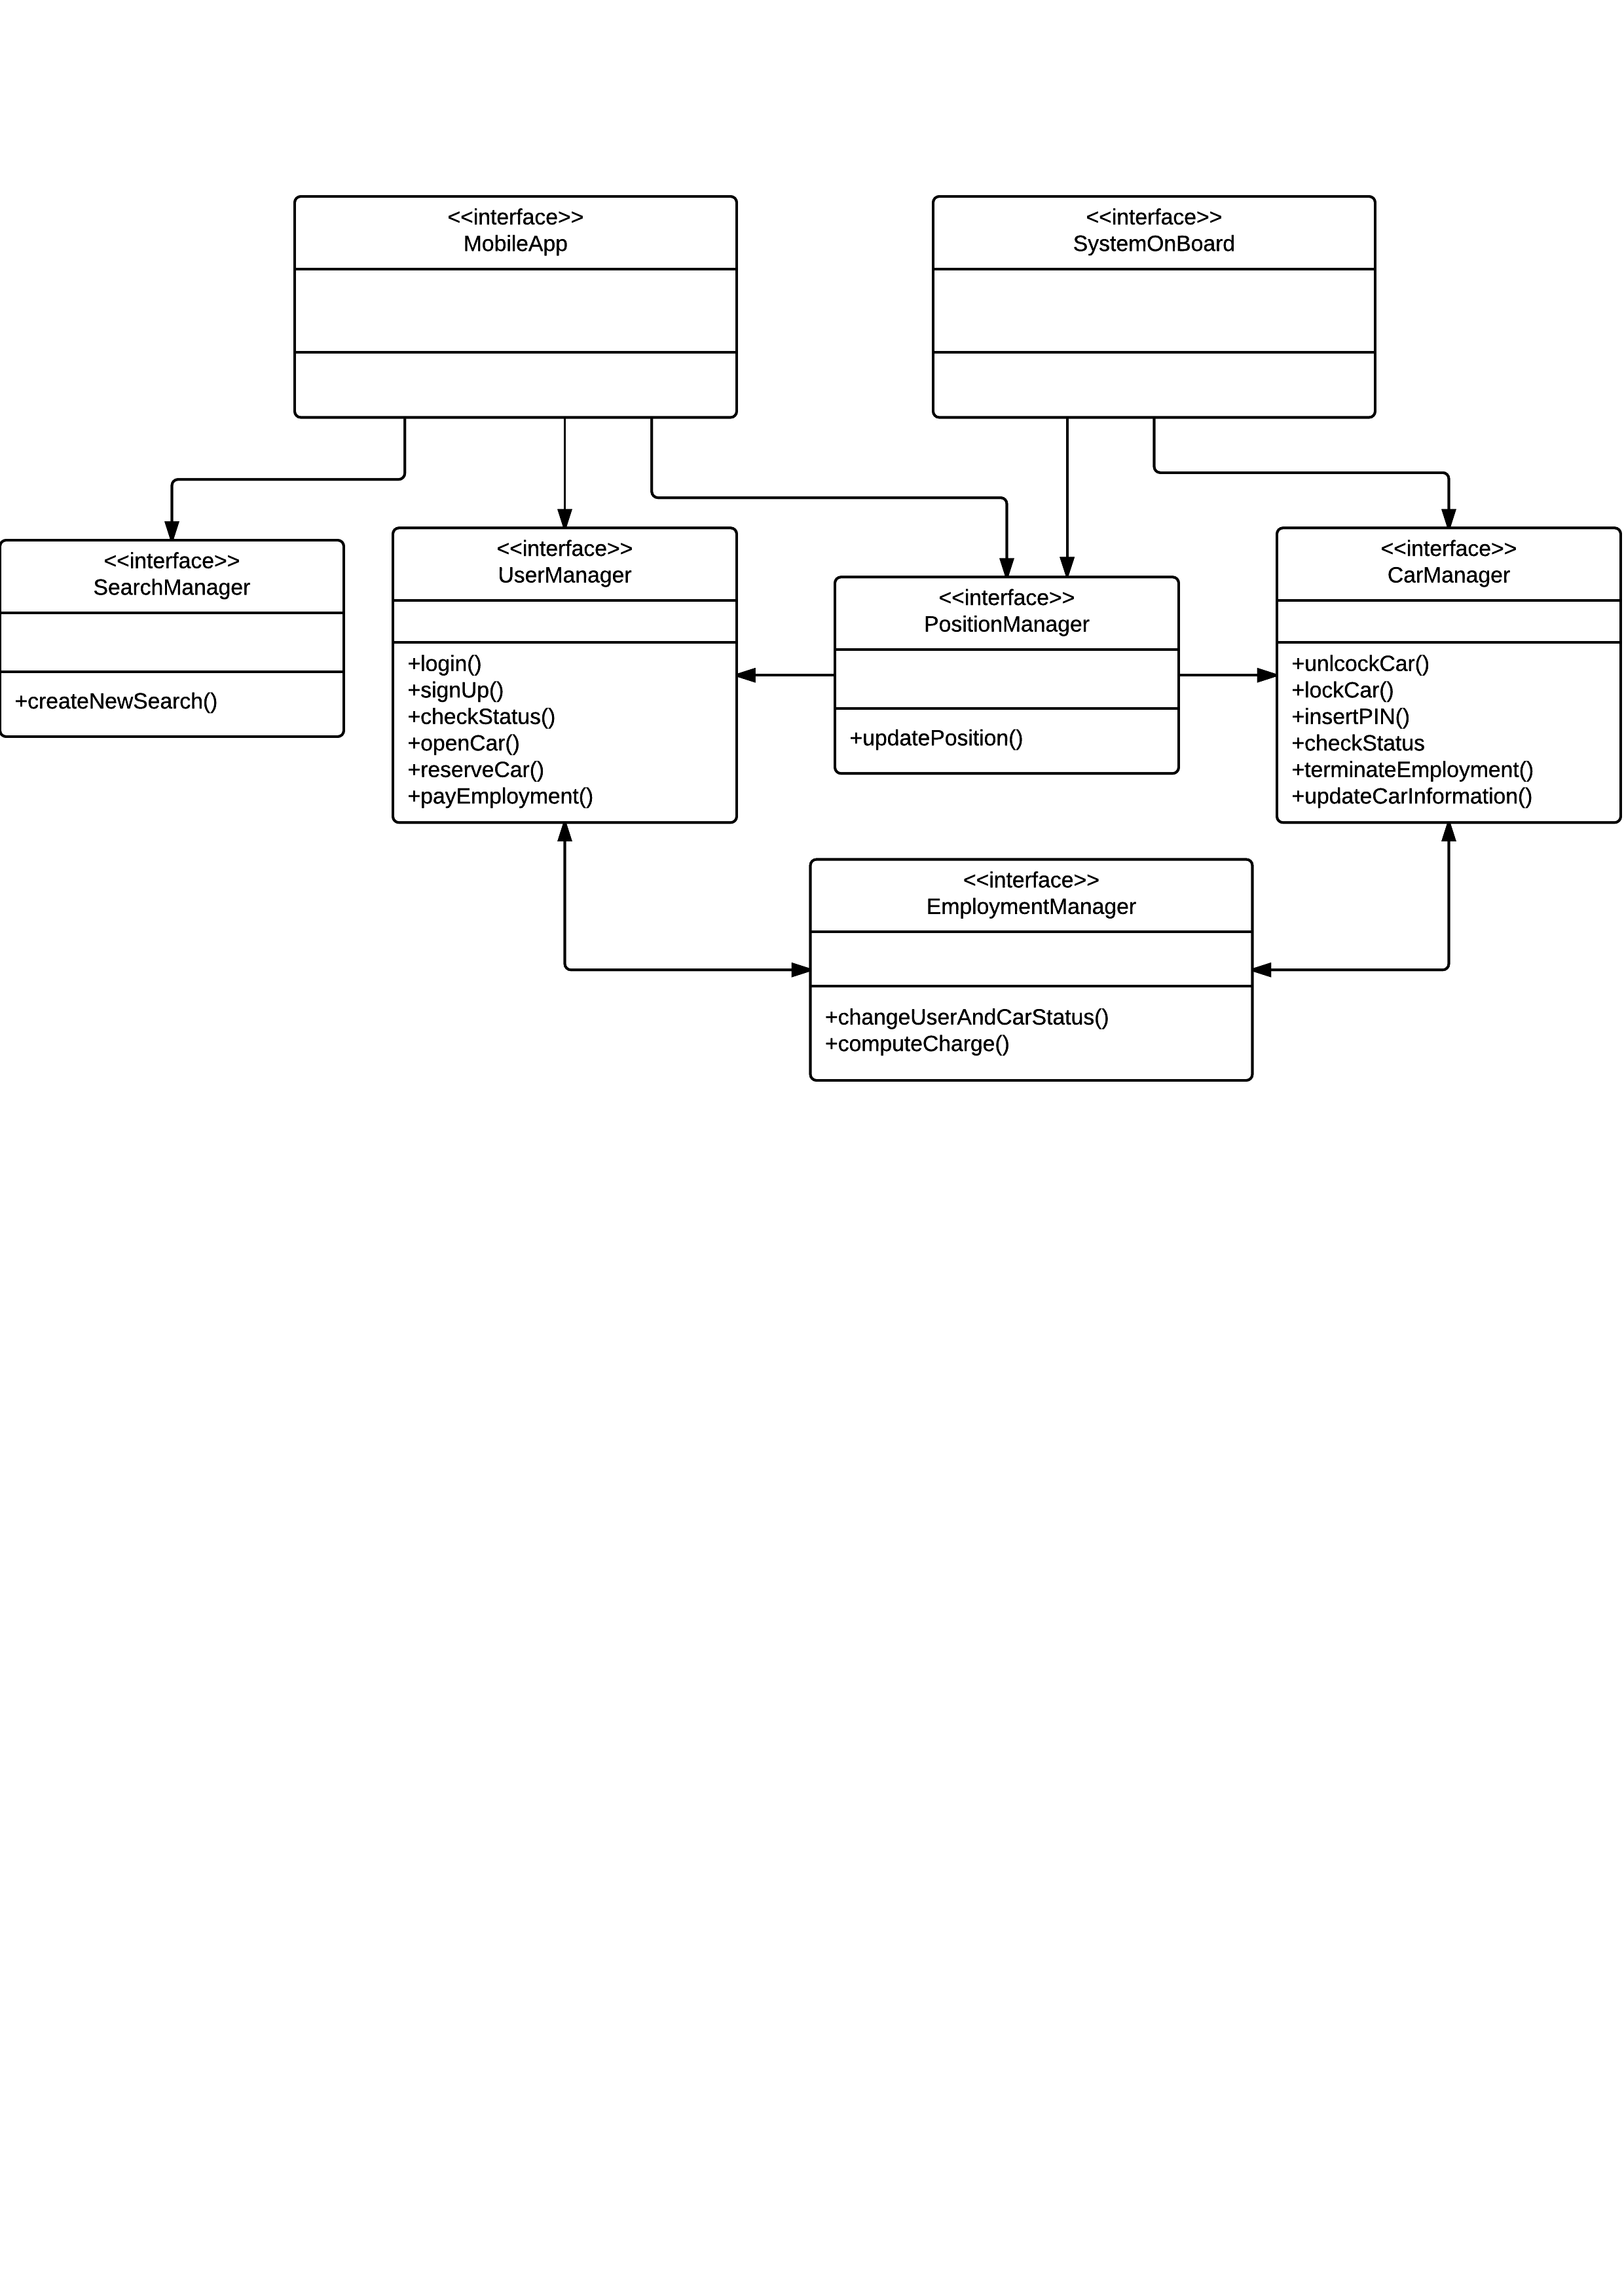 <<interface>>
MobileApp
<<interface>>
SystemOnBoard
<<interface>>
SearchManager
+createNewSearch()
<<interface>>
UserManager
+login()
+signUp()
+checkStatus()
+openCar()
+reserveCar()
+payEmployment()
<<interface>>
PositionManager
+updatePosition()
<<interface>>
CarManager
+unlcockCar()
+lockCar()
+insertPIN()
+checkStatus
+terminateEmployment()
+updateCarInformation()
<<interface>>
EmploymentManager
+changeUserAndCarStatus()
+computeCharge()